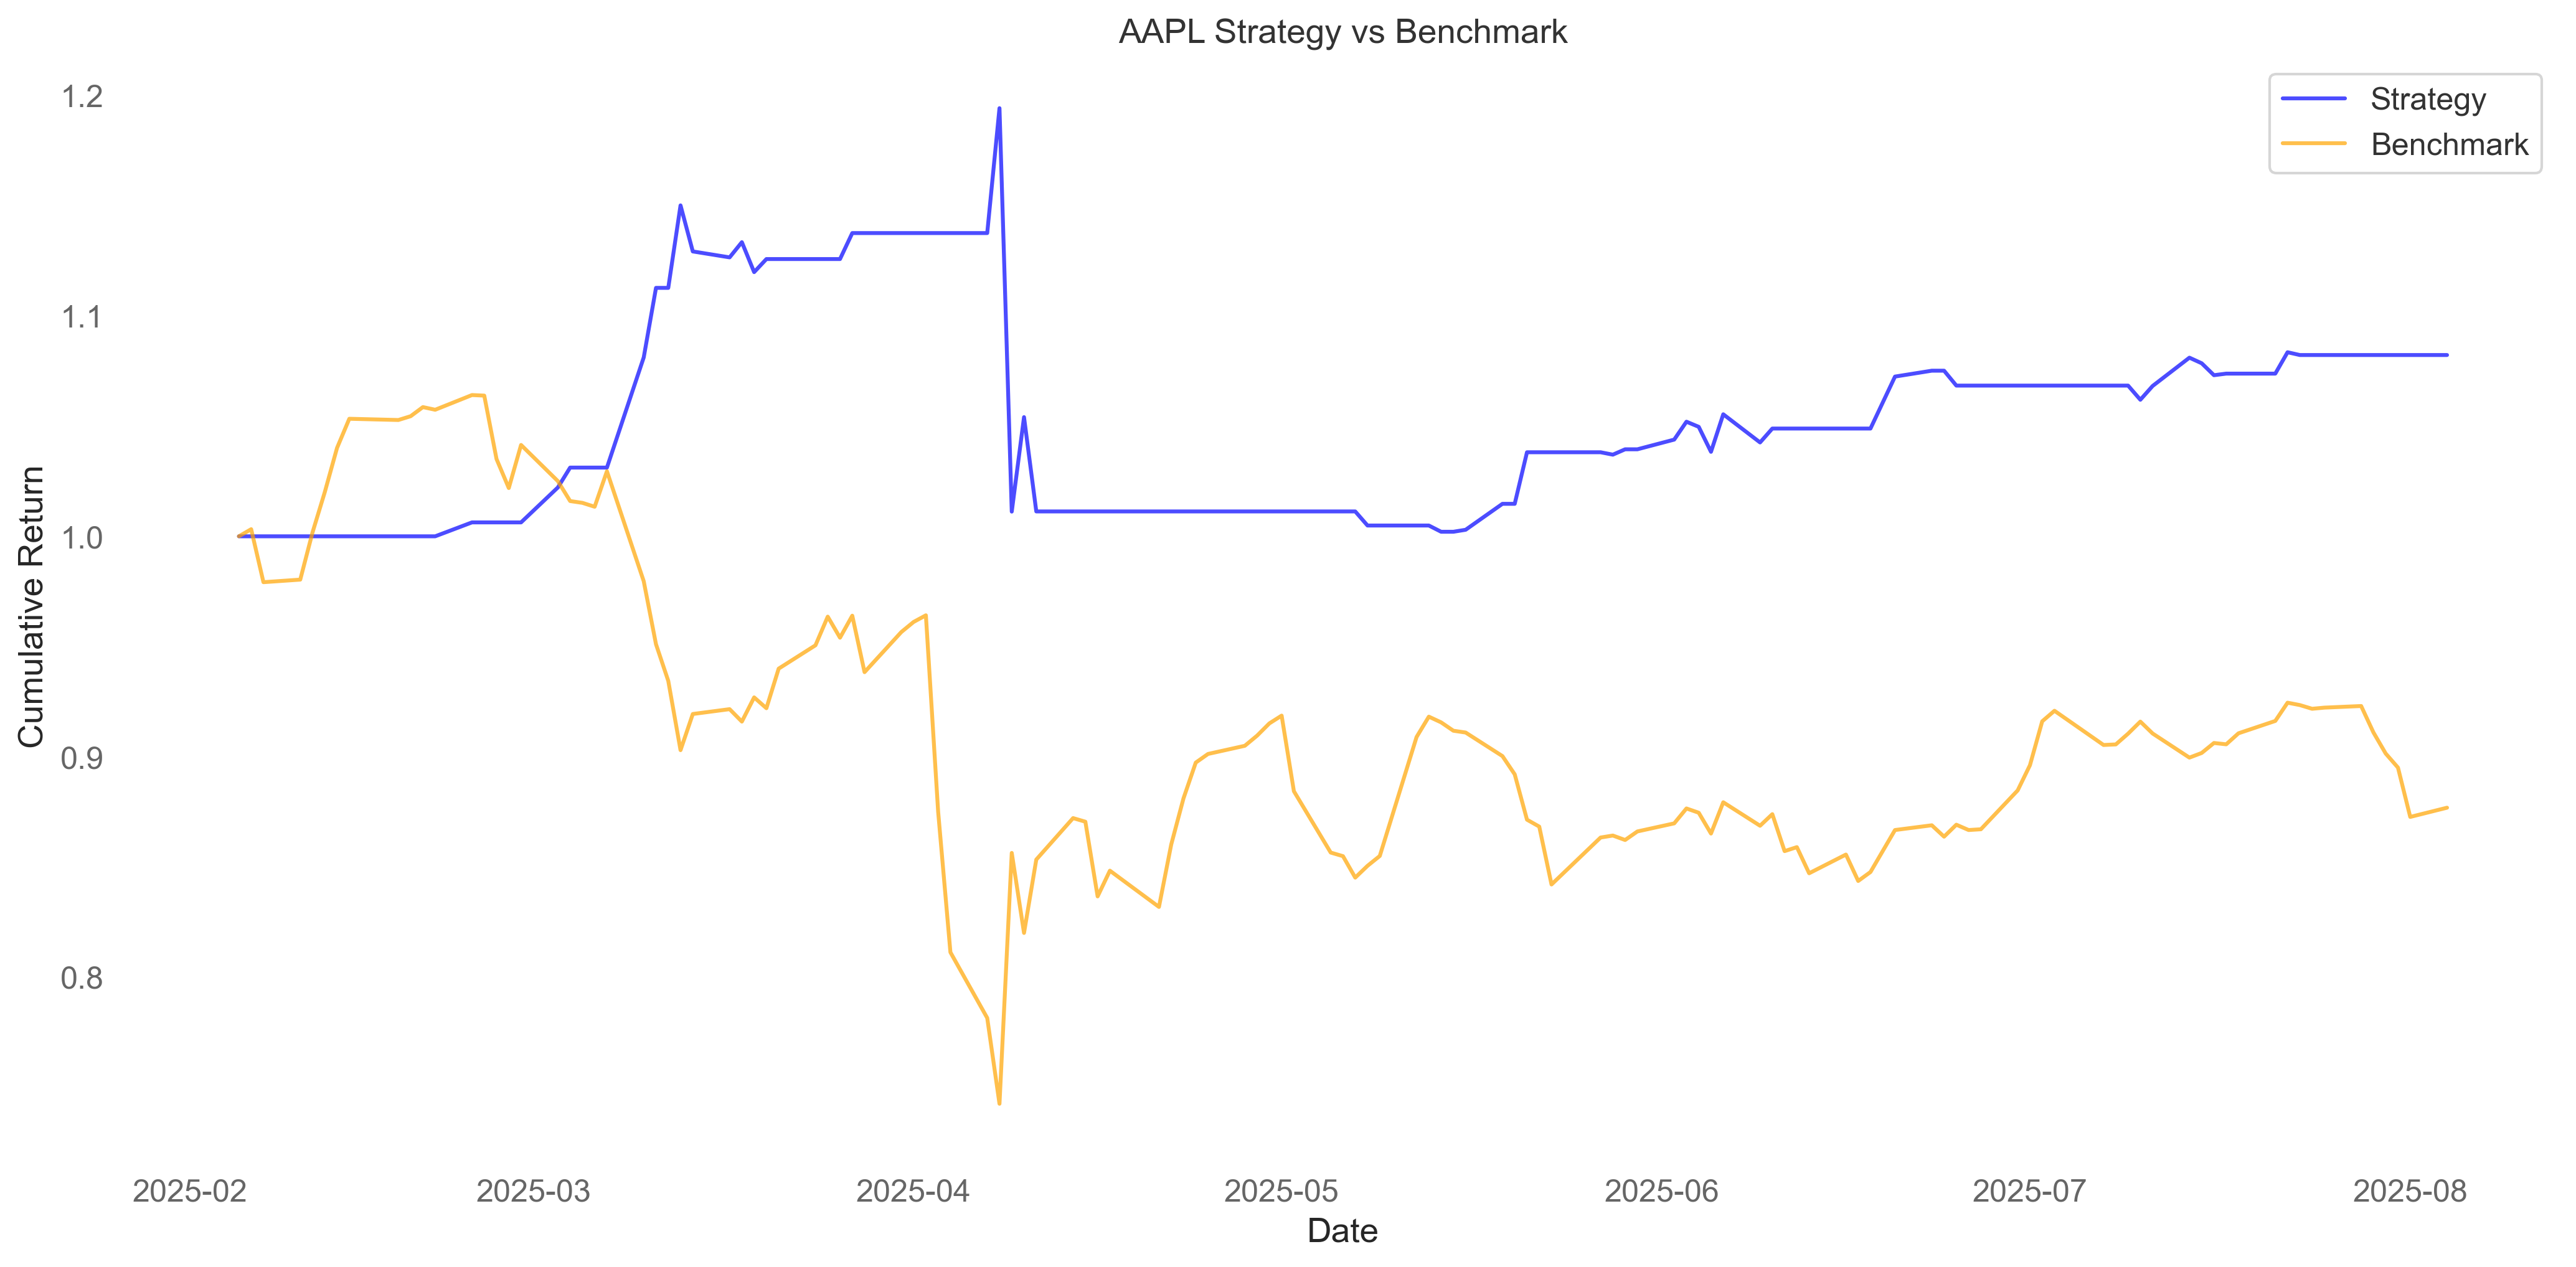 AAPL Strategy vs Benchmark
Strategy
Benchmark
Cumulative Return
1.2
1.1
1.0
0.9
0.8
2025-02
2025-03
2025-04
2025-05
2025-06
2025-07
2025-08
Date